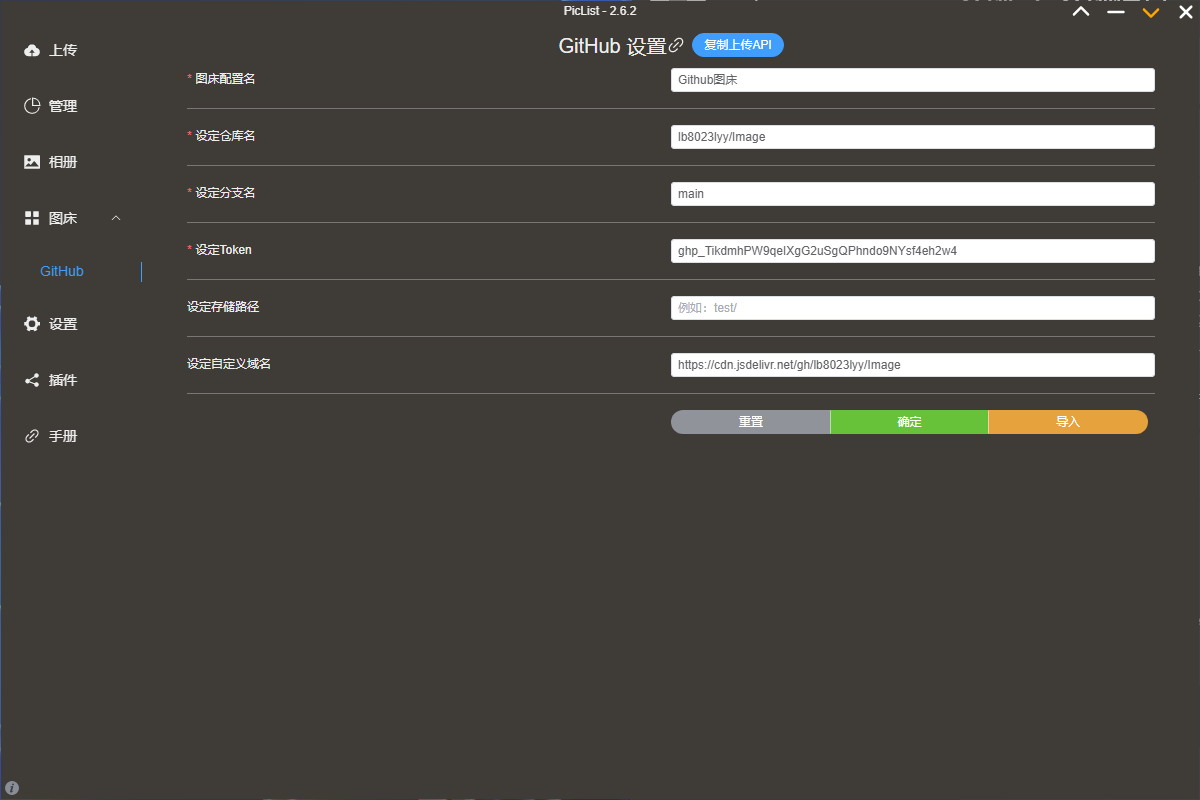 PicList - 2.6.2
上传
管理
相册
图床
GitHub
设置
插件
手册
GitHub 设置
复制上传API
* 图床配置名
Github图床
* 设定仓库名
lb8023lyy/Image
* 设定分支名
main
* 设定Token
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
设定存储路径
例如：test/
设定自定义域名
https://cdn.jsdelivr.net/gh/lb8023lyy/Image
重置
确定
导入